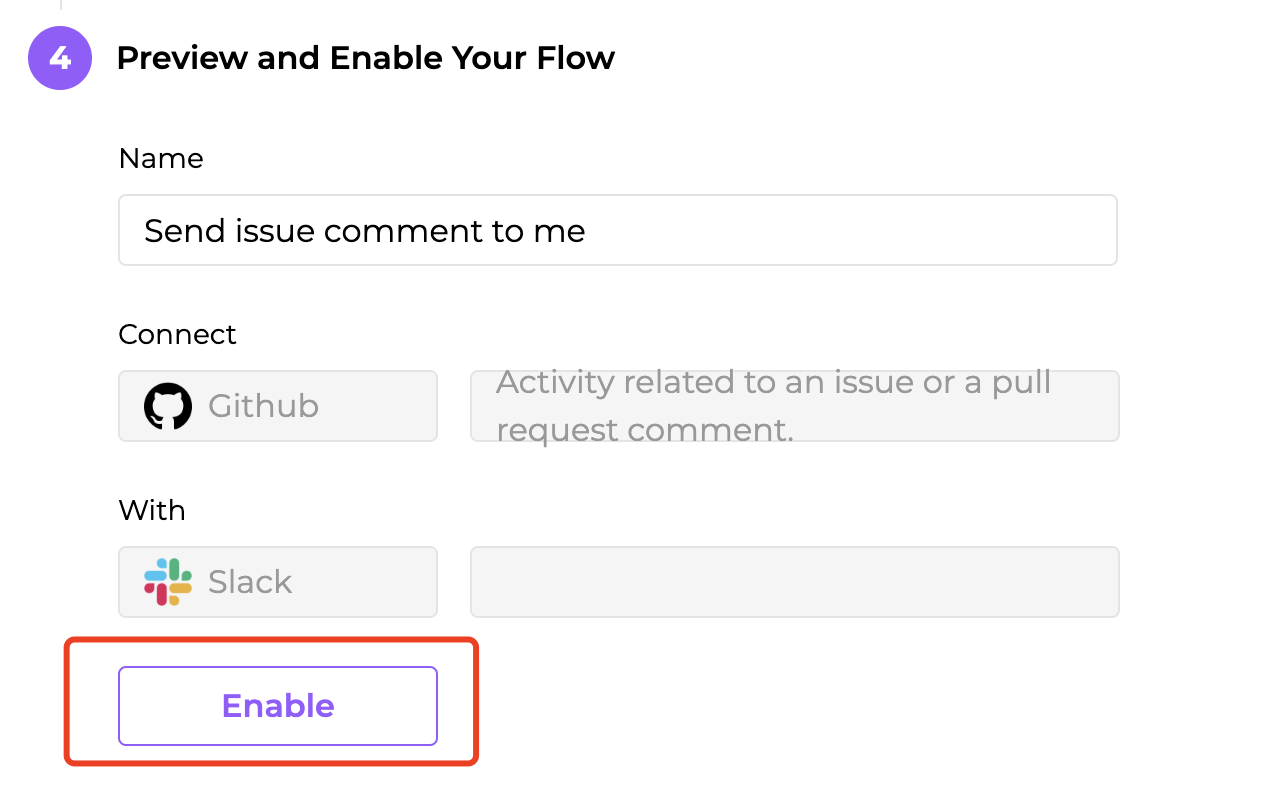 4
Preview and Enable Your Flow
Name
Send issue comment to me
Connect
Github
Activity related to an issue or a pull
request comment.
With
Slack
Enable